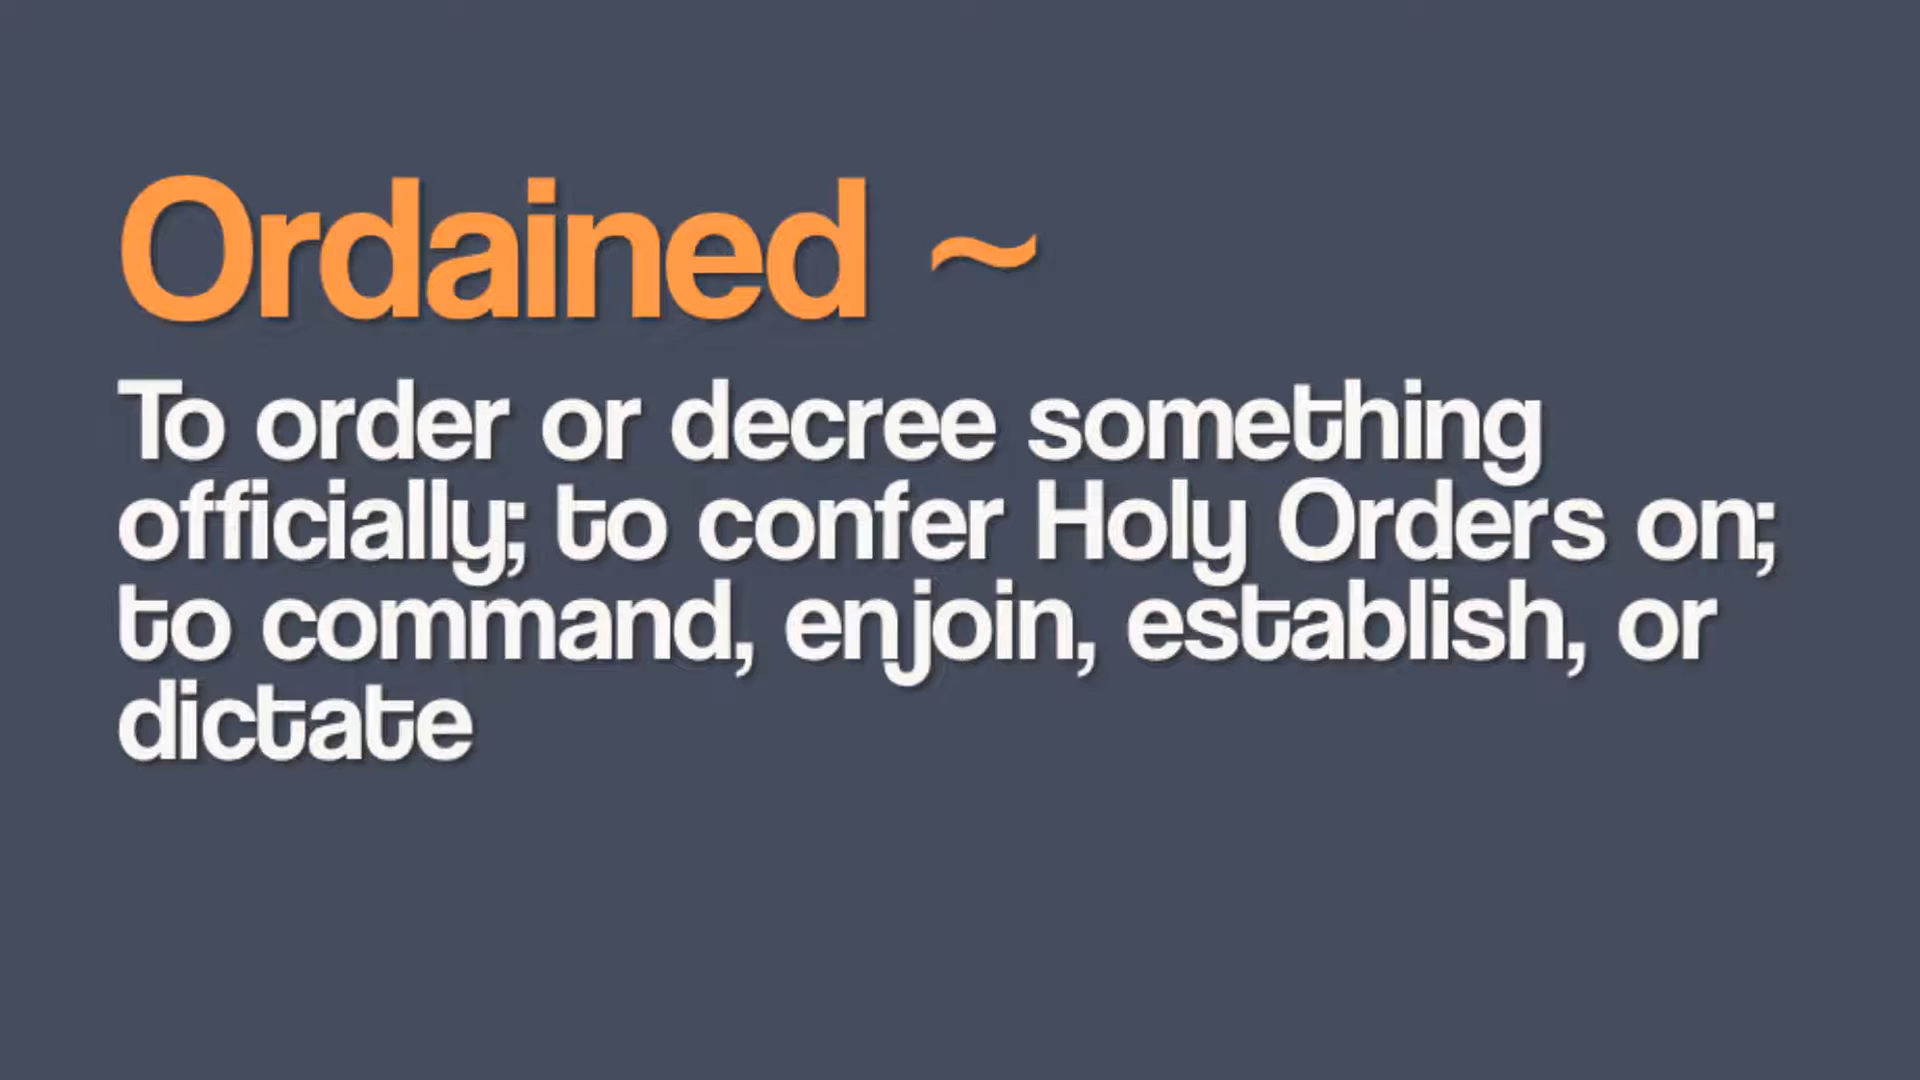 Ordained ~
To order or decree something
officially; to confer Holy Orders on;
to command, enjoin, establish, or
dictate